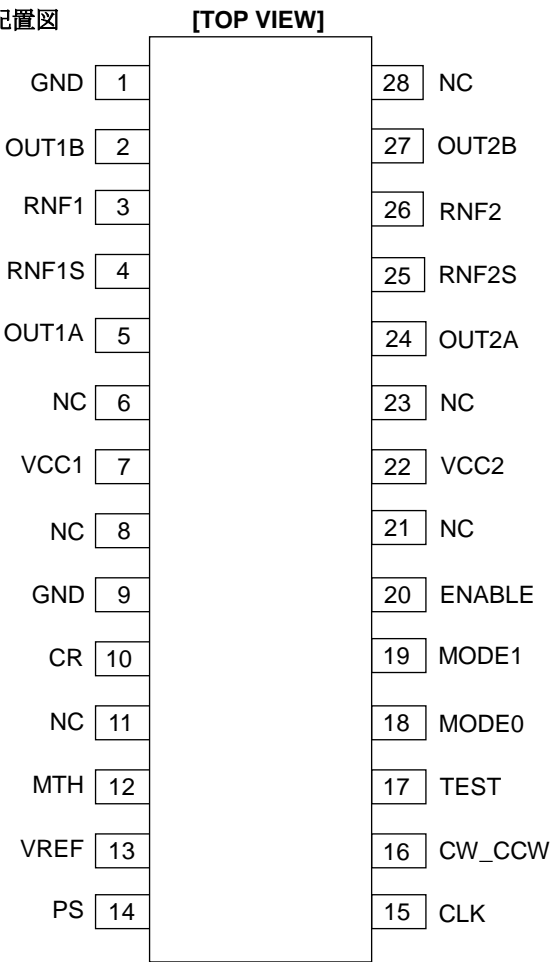 配置図 [TOP VIEW]
GND 1 28 NC
OUT1B 2 27 OUT2B
RNF1 3 26 RNF2
RNF1S 4 25 RNF2S
OUT1A 5 24 OUT2A
NC 6 23 NC
VCC1 7 22 VCC2
NC 8 21 NC
GND 9 20 ENABLE
CR 10 19 MODE1
NC 11 18 MODE0
MTH 12 17 TEST
VREF 13 16 CW_CCW
PS 14 15 CLK